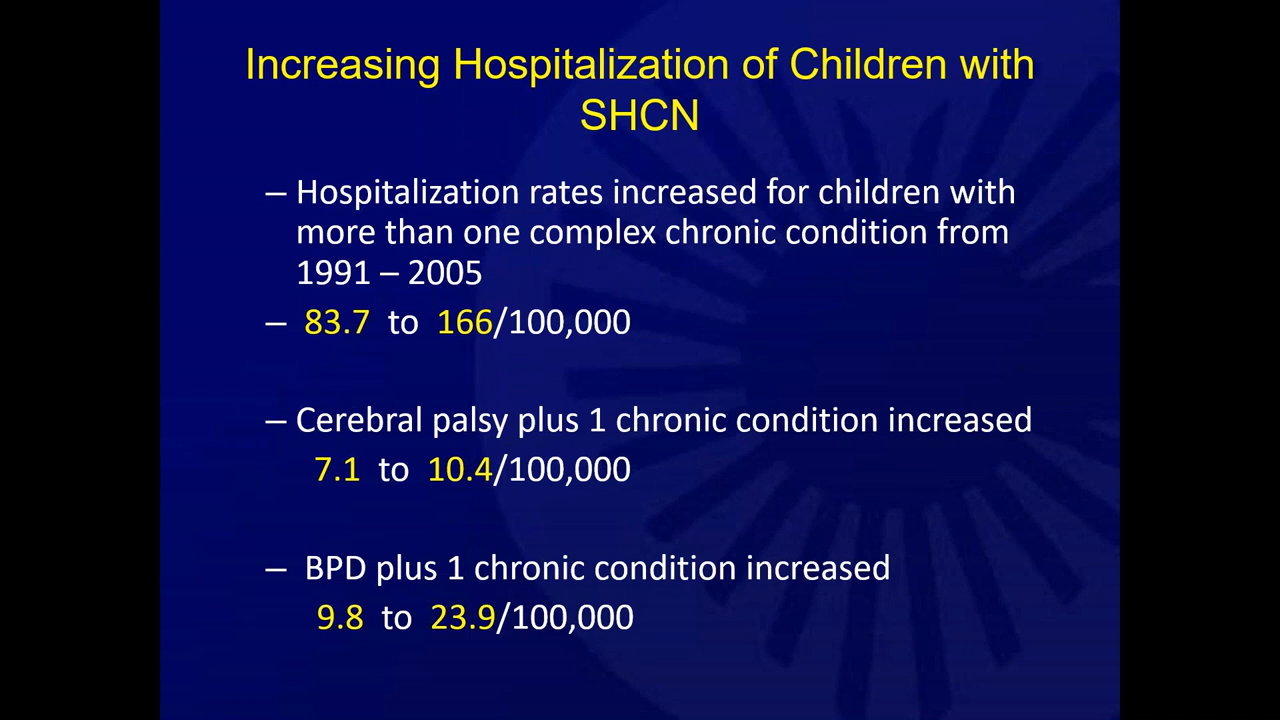 Increasing Hospitalization of Children with
SHCN
– Hospitalization rates increased for children with
more than one complex chronic condition from
1991 – 2005
– 83.7 to 166/100,000
– Cerebral palsy plus 1 chronic condition increased
7.1 to 10.4/100,000
– BPD plus 1 chronic condition increased
9.8 to 23.9/100,000